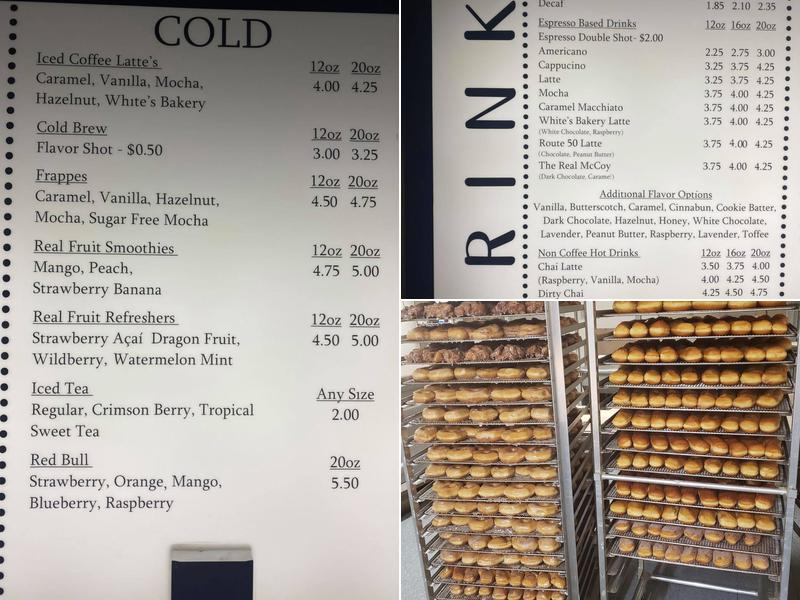 COLD
Iced Coffee Latte's 12oz 20oz
Caramel, Vanilla, Mocha, 4.00 4.25
Hazelnut, White's Bakery
Cold Brew 12oz 20oz
Flavor Shot - $0.50 3.00 3.25
Frappes 12oz 20oz
Caramel, Vanilla, Hazelnut, 4.50 4.75
Mocha, Sugar Free Mocha
Real Fruit Smoothies 12oz 20oz
Mango, Peach, 4.75 5.00
Strawberry Banana
Real Fruit Refreshers 12oz 20oz
Strawberry Açaí Dragon Fruit, 4.50 5.00
Wildberry, Watermelon Mint
Iced Tea Any Size
Regular, Crimson Berry, Tropical 2.00
Sweet Tea
Red Bull 20oz
Strawberry, Orange, Mango, 5.50
Blueberry, Raspberry
RINK
Decaf 1.85 2.10 2.35
Espresso Based Drinks 12oz 16oz 20oz
Espresso Double Shot- $2.00
Americano 2.25 2.75 3.00
Cappucino 3.25 3.75 4.25
Latte 3.25 3.75 4.25
Mocha 3.75 4.00 4.25
Caramel Macchiato 3.75 4.00 4.25
White's Bakery Latte 3.75 4.00 4.25
(White Chocolate, Raspberry)
Route 50 Latte 3.75 4.00 4.25
(Chocolate, Peanut Butter)
The Real McCoy 3.75 4.00 4.25
(Dark Chocolate, Caramel)
Additional Flavor Options
Vanilla, Butterscotch, Caramel, Cinnabun, Cookie Batter,
Dark Chocolate, Hazelnut, Honey, White Chocolate,
Lavender, Peanut Butter, Raspberry, Lavender, Toffee
Non Coffee Hot Drinks 12oz 16oz 20oz
Chai Latte 3.50 3.75 4.00
(Raspberry, Vanilla, Mocha) 4.00 4.25 4.50
Dirty Chai 4.25 4.50 4.75